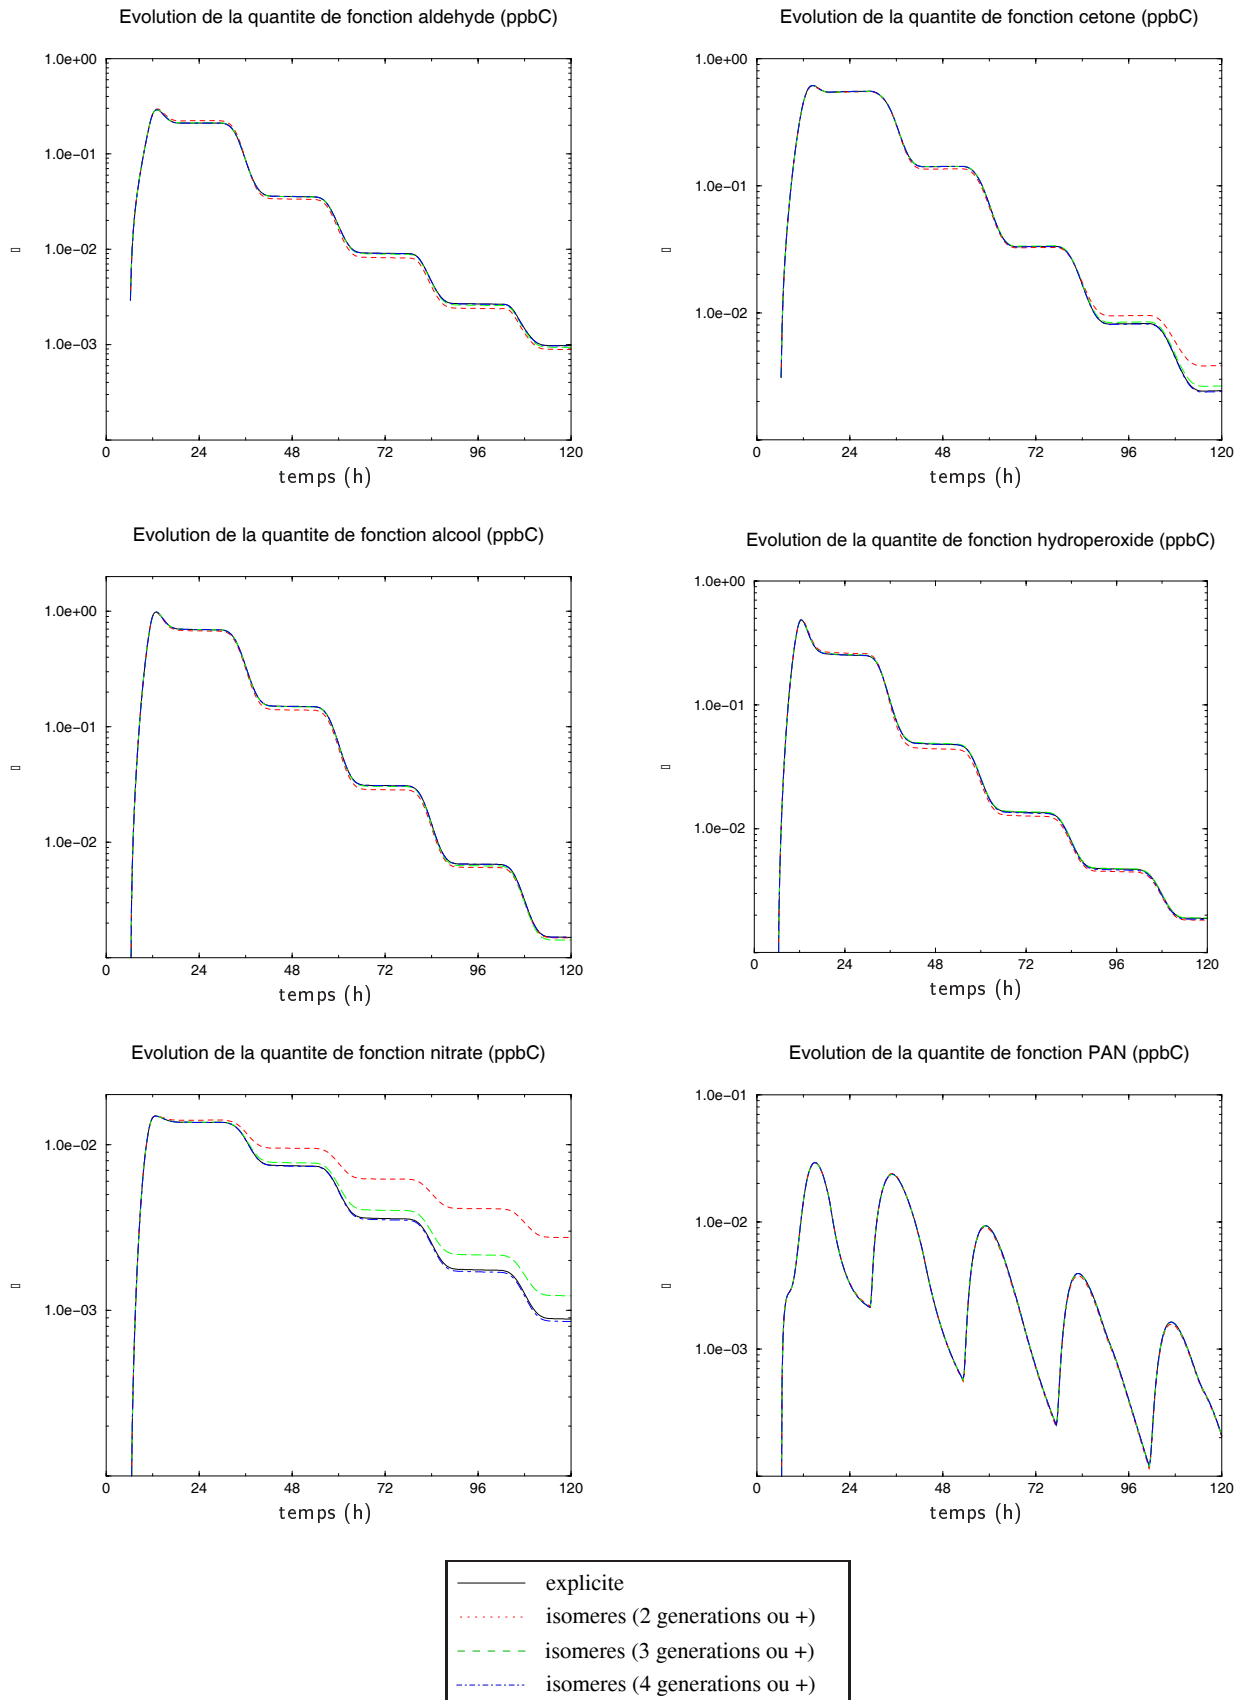 Evolution de la quantite de fonction aldehyde (ppbC)
1.0e+00
1.0e−01
1.0e−02
1.0e−03
0 24 48 72 96 120
temps (h)
Evolution de la quantite de fonction cetone (ppbC)
1.0e+00
1.0e−01
1.0e−02
0 24 48 72 96 120
temps (h)
Evolution de la quantite de fonction alcool (ppbC)
1.0e+00
1.0e−01
1.0e−02
0 24 48 72 96 120
temps (h)
Evolution de la quantite de fonction hydroperoxide (ppbC)
1.0e+00
1.0e−01
1.0e−02
0 24 48 72 96 120
temps (h)
Evolution de la quantite de fonction nitrate (ppbC)
1.0e−02
1.0e−03
0 24 48 72 96 120
temps (h)
Evolution de la quantite de fonction PAN (ppbC)
1.0e−01
1.0e−02
1.0e−03
0 24 48 72 96 120
temps (h)
explicite
isomeres (2 generations ou +)
isomeres (3 generations ou +)
isomeres (4 generations ou +)